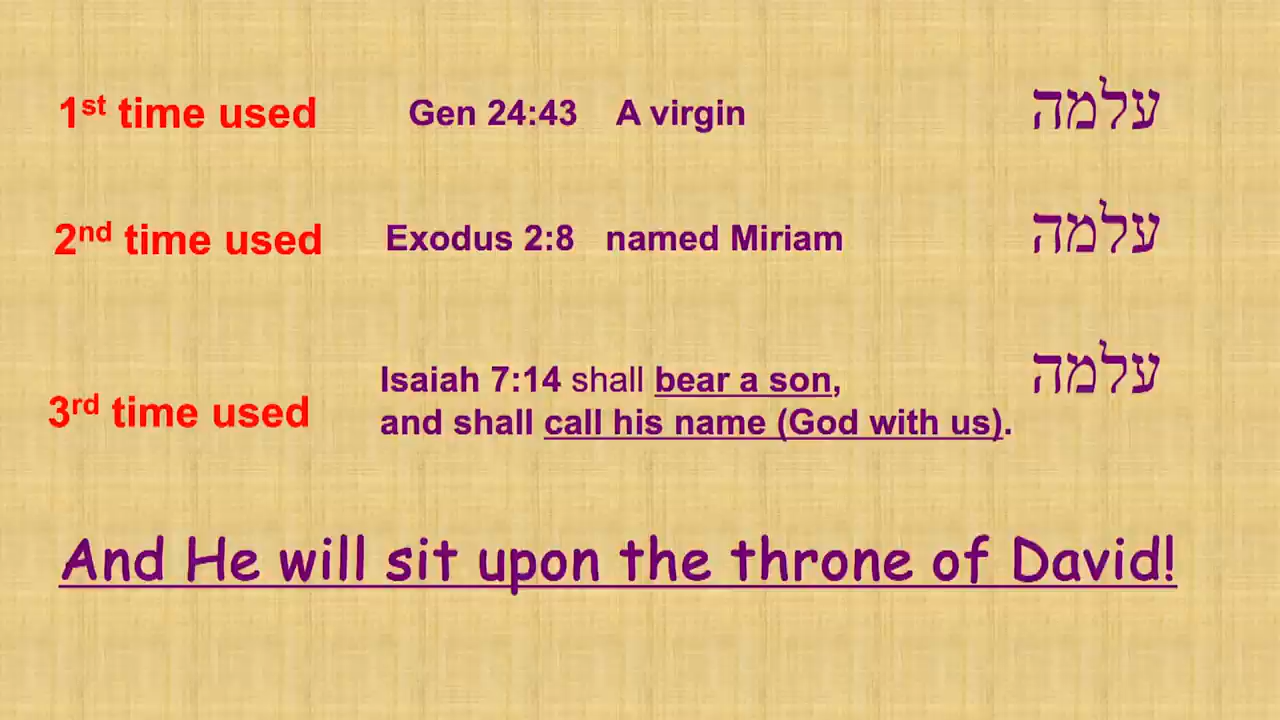 1st time used Gen 24:43 A virgin עלמה
2nd time used Exodus 2:8 named Miriam עלמה
3rd time used Isaiah 7:14 shall bear a son, עלמה
and shall call his name (God with us).
And He will sit upon the throne of David!